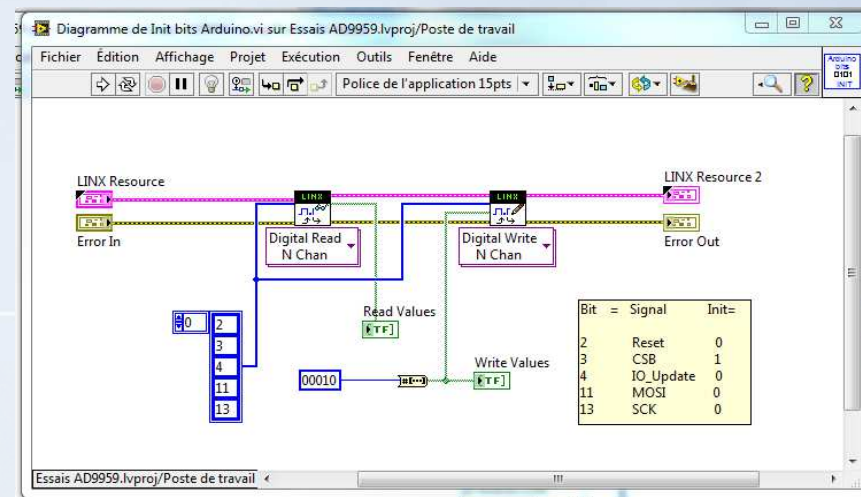 Diagramme de Init bits Arduino.vi sur Essais AD9959.lvproj/Poste de travail
Fichier Édition Affichage Projet Exécution Outils Fenêtre Aide
Police de l'application 15pts
Arduino
bits
0101
INIT
LINX Resource
LINX Resource 2
LINX
LINX
Error In
Digital Read
N Chan
Digital Write
N Chan
Error Out
Read Values
TF
0
2
3
4
11
13
00010
Write Values
TF
Bit = Signal Init=
2 Reset 0
3 CSB 1
4 IO_Update 0
11 MOSI 0
13 SCK 0
Essais AD9959.lvproj/Poste de travail